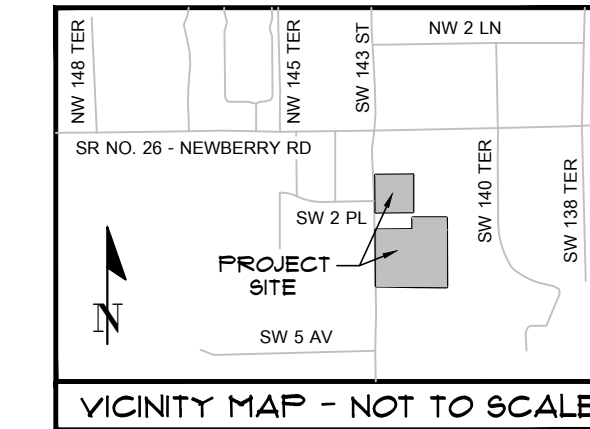 NW 148 TER
NW 145 TER
SW 143 ST
NW 2 LN
SR NO. 26 - NEWBERRY RD
SW 140 TER
SW 138 TER
SW 2 PL
PROJECT
SITE
N
SW 5 AV
VICINITY MAP - NOT TO SCALE